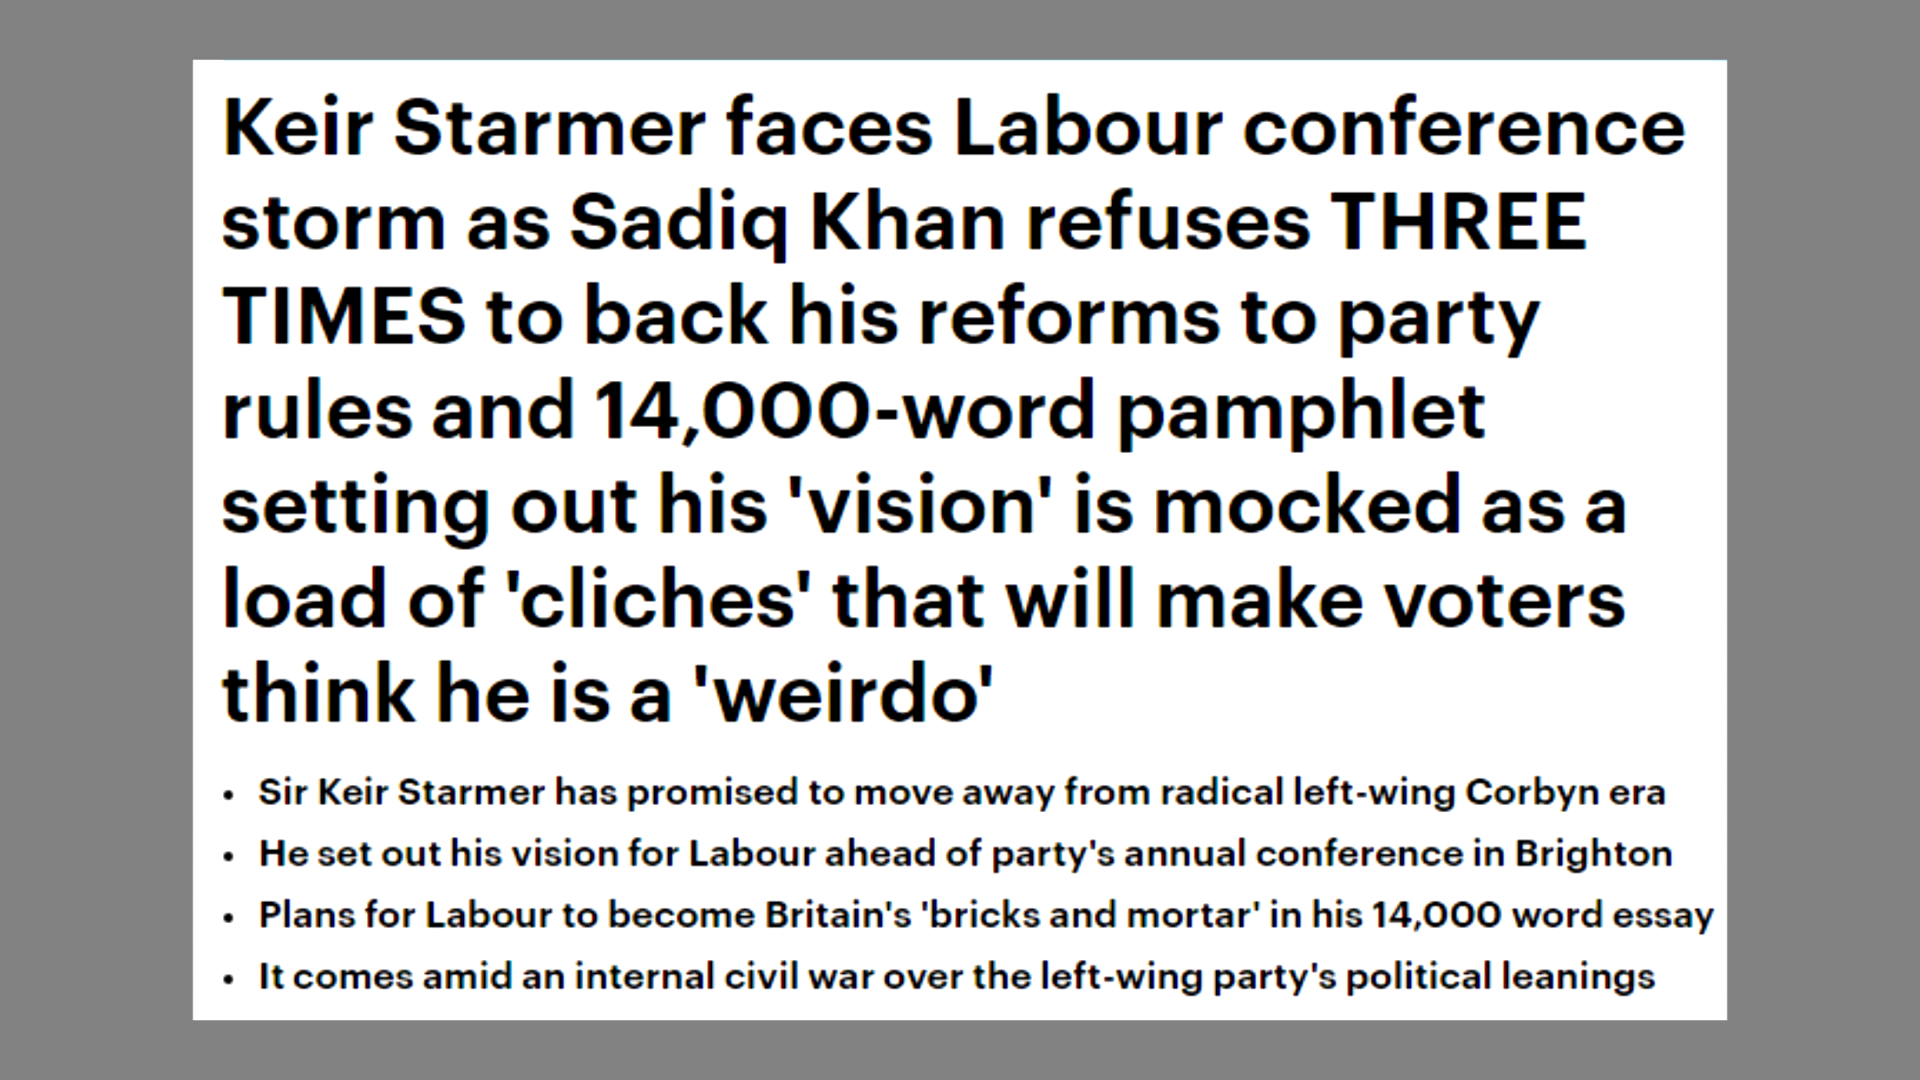 Keir Starmer faces Labour conference
storm as Sadiq Khan refuses THREE
TIMES to back his reforms to party
rules and 14,000-word pamphlet
setting out his 'vision' is mocked as a
load of 'cliches' that will make voters
think he is a 'weirdo'
• Sir Keir Starmer has promised to move away from radical left-wing Corbyn era
• He set out his vision for Labour ahead of party's annual conference in Brighton
• Plans for Labour to become Britain's 'bricks and mortar' in his 14,000 word essay
• It comes amid an internal civil war over the left-wing party's political leanings